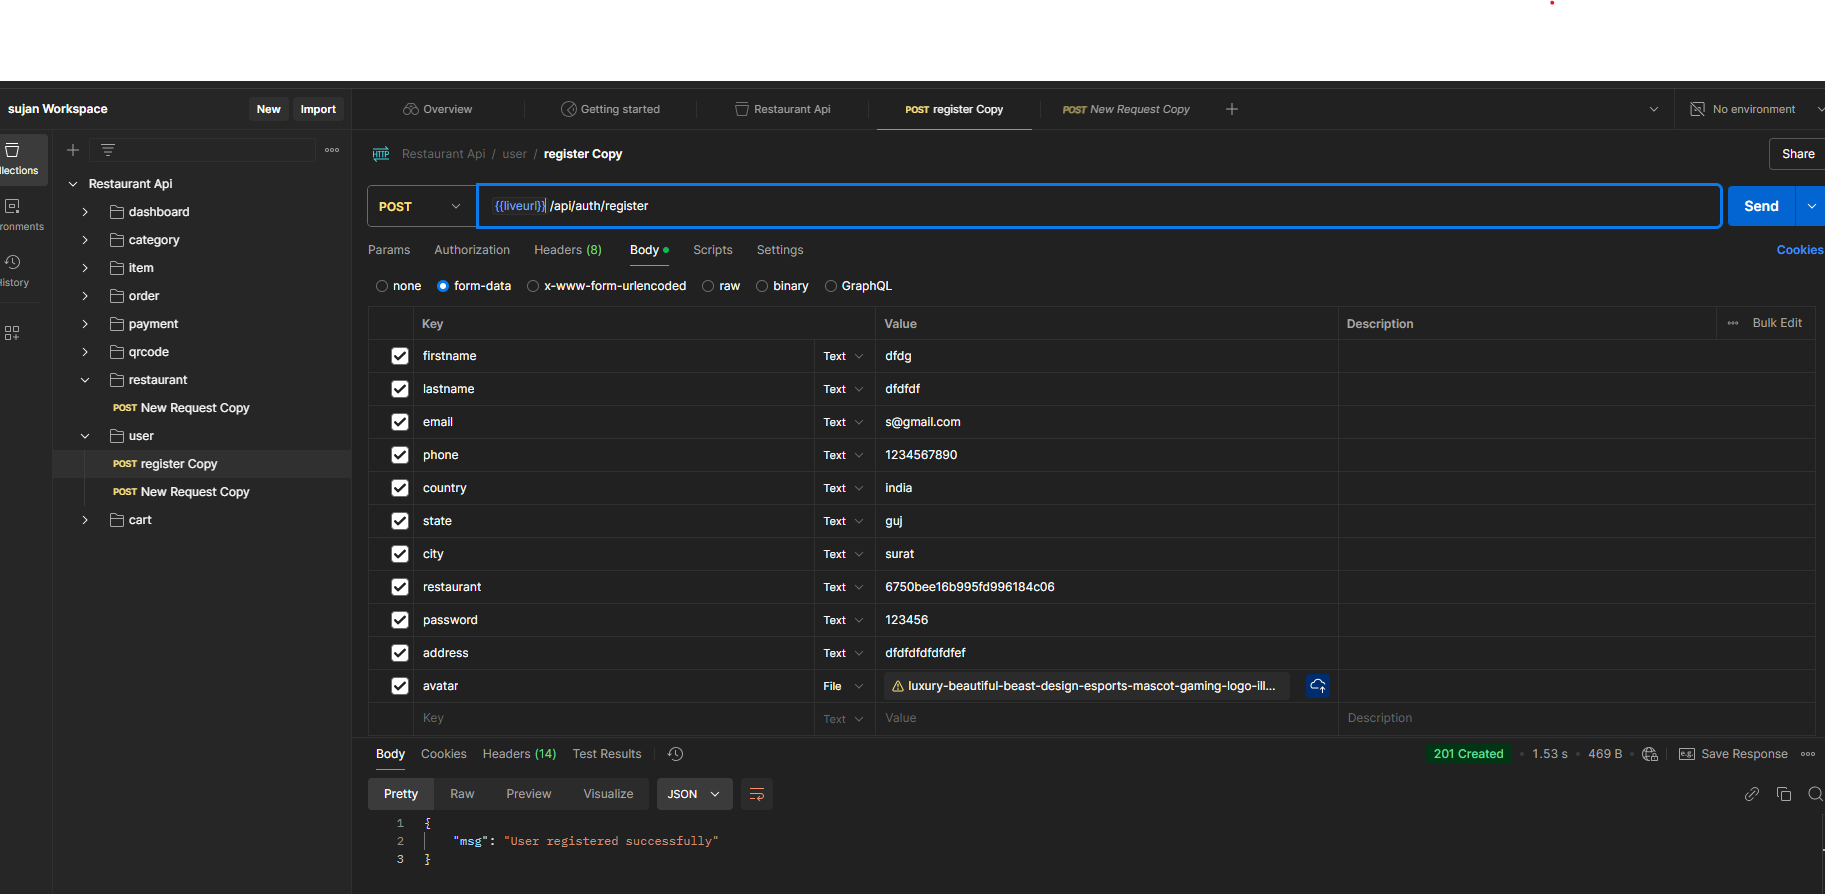 sujan Workspace
New
Import
Overview
Getting started
Restaurant Api
POST register Copy
POST New Request Copy
No environment
llections
ronments
History
Restaurant Api
dashboard
category
item
order
payment
qrcode
restaurant
POST New Request Copy
user
POST register Copy
POST New Request Copy
cart
HTTP Restaurant Api / user / register Copy
Share
POST
{{liveurl}} /api/auth/register
Send
Params Authorization Headers (8) Body Scripts Settings
Cookies
none form-data x-www-form-urlencoded raw binary GraphQL
Key Value Description Bulk Edit
firstname Text dfdg
lastname Text dfdfdf
email Text s@gmail.com
phone Text 1234567890
country Text india
state Text guj
city Text surat
restaurant Text 6750bee16b995fd996184c06
password Text 123456
address Text dfdfdfdfdfdfef
avatar File luxury-beautiful-beast-design-esports-mascot-gaming-logo-ill...
Key Text Value Description
Body Cookies Headers (14) Test Results
201 Created 1.53 s 469 B e.g. Save Response
Pretty Raw Preview Visualize JSON
1 {
2 "msg": "User registered successfully"
3 }